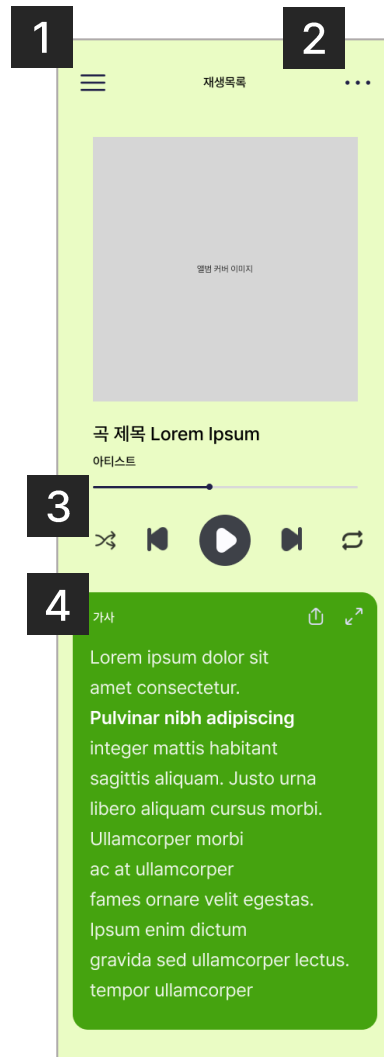 1
2
재생목록
앨범 커버 이미지
곡 제목 Lorem Ipsum
아티스트
3
4
가사
Lorem ipsum dolor sit
amet consectetur.
Pulvinar nibh adipiscing
integer mattis habitant
sagittis aliquam. Justo urna
libero aliquam cursus morbi.
Ullamcorper morbi
ac at ullamcorper
fames ornare velit egestas.
Ipsum enim dictum
gravida sed ullamcorper lectus.
tempor ullamcorper